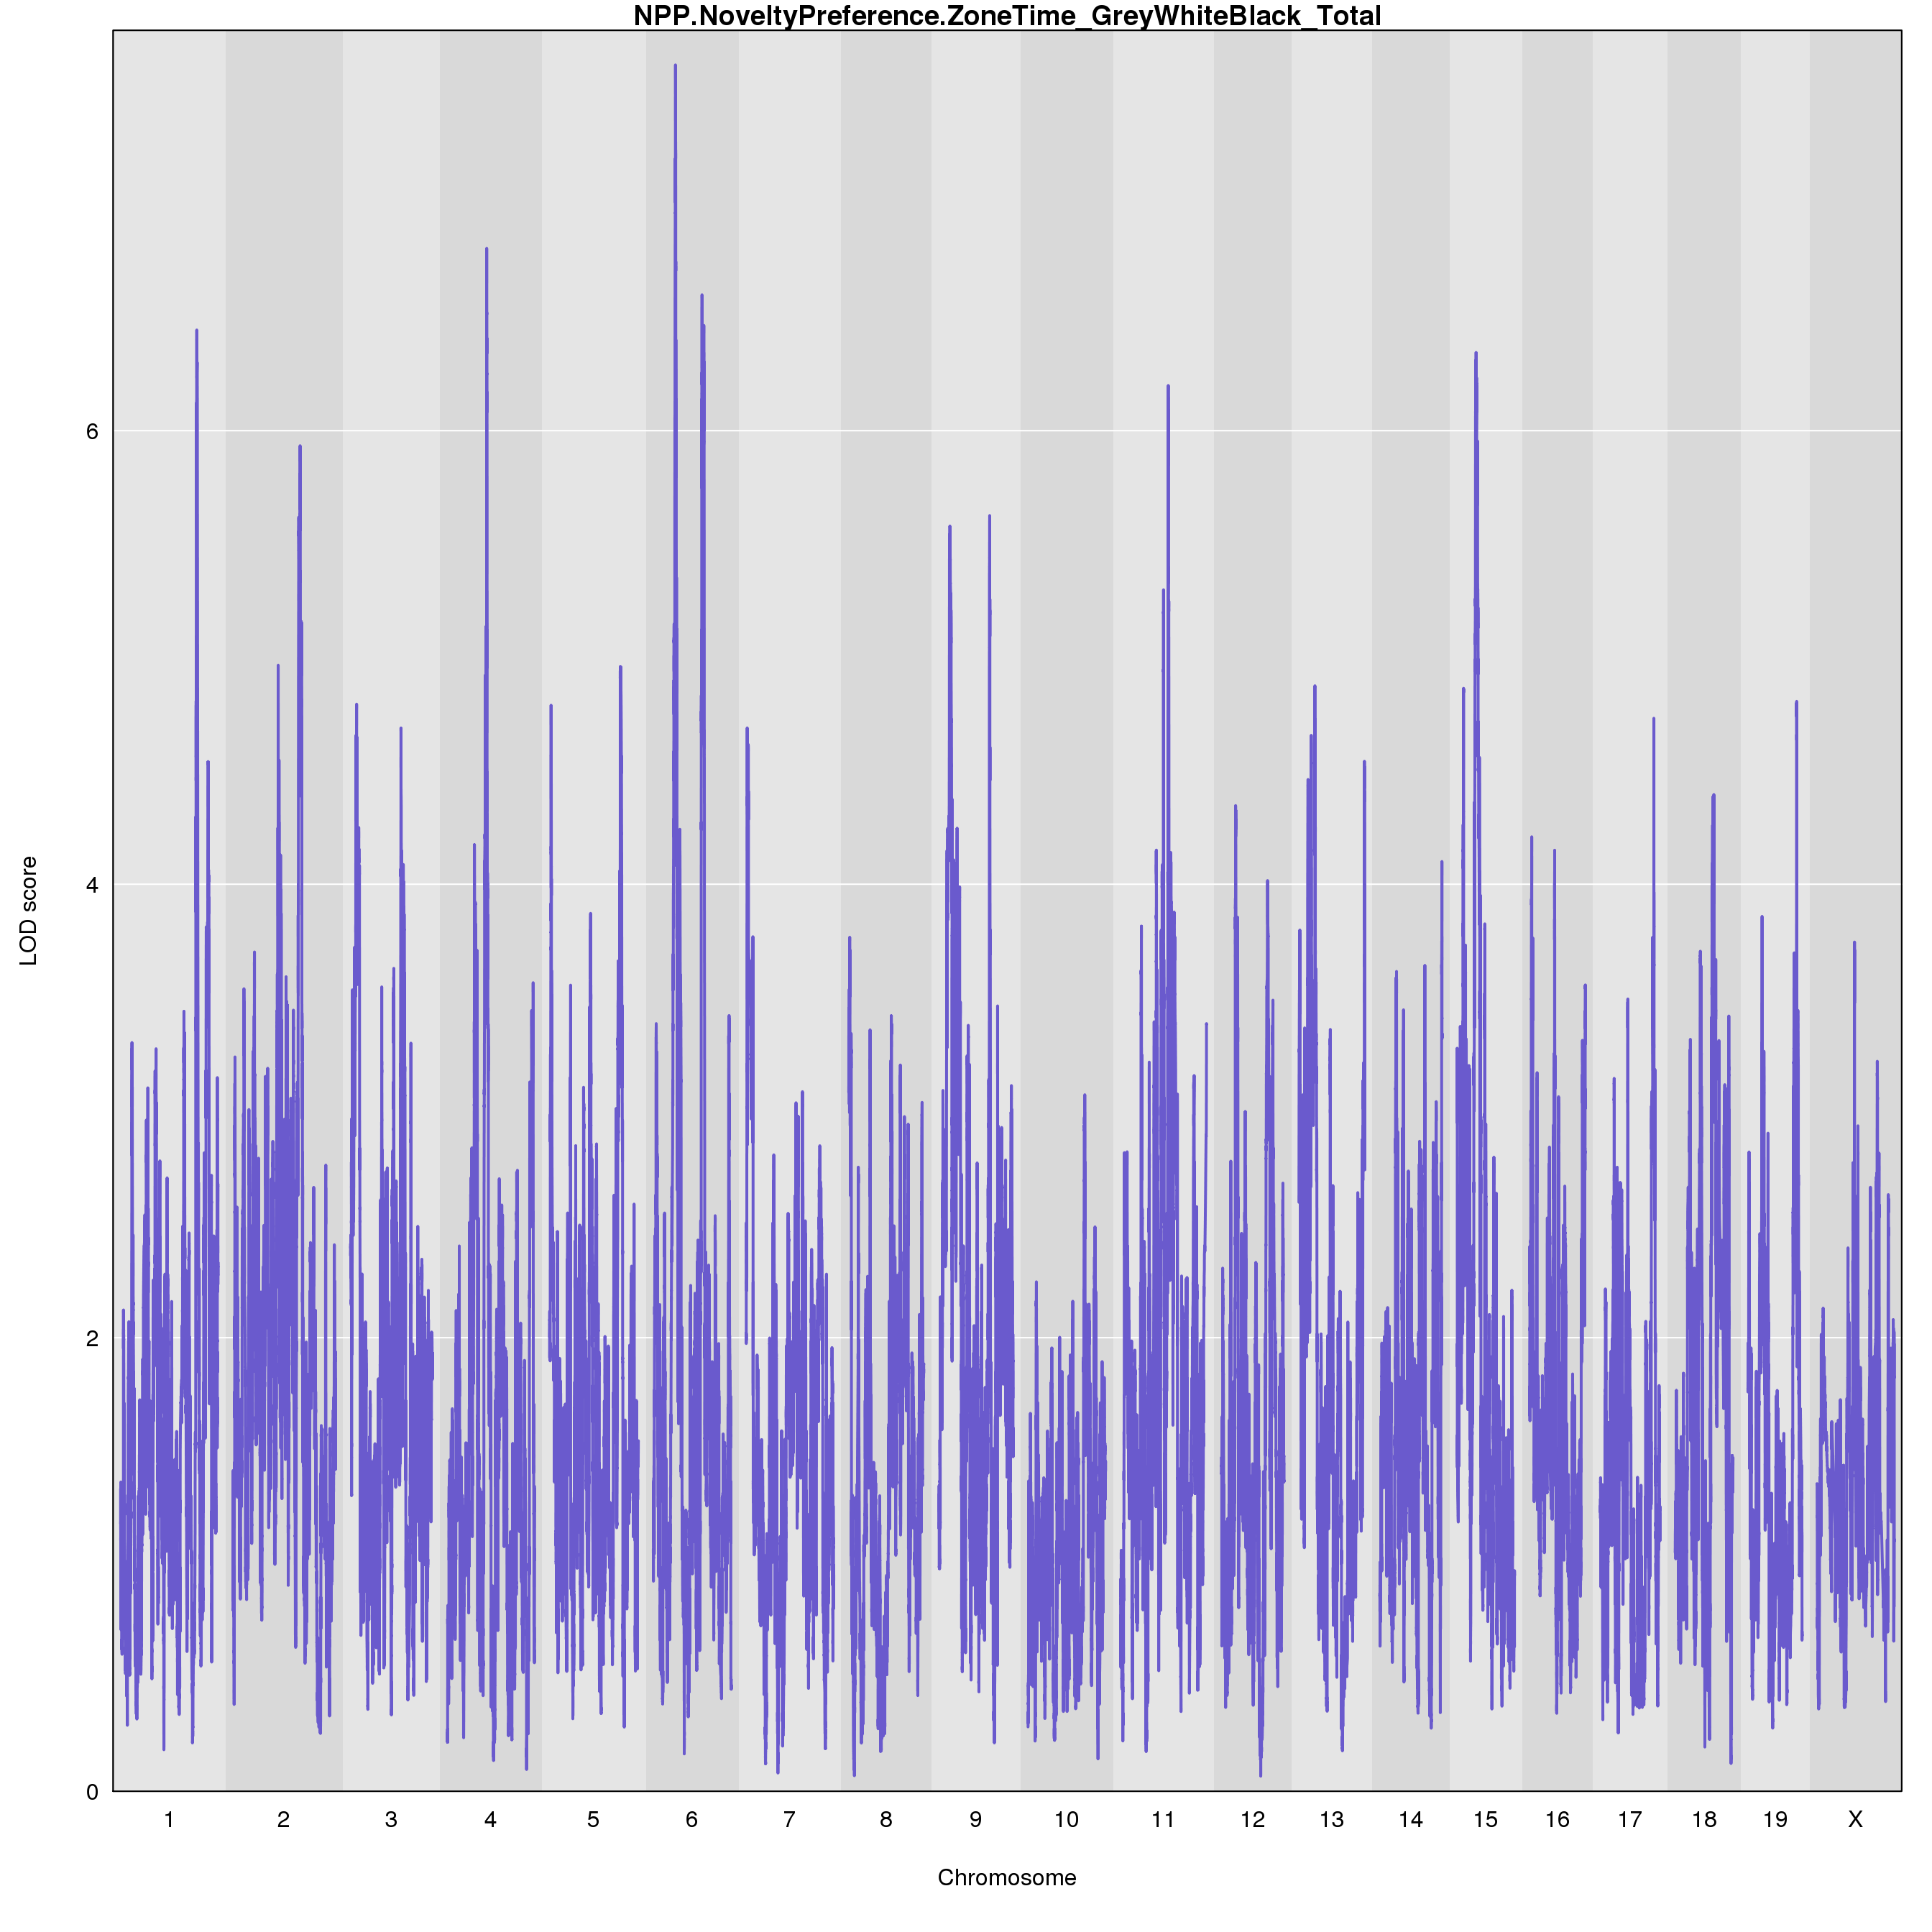 NPP.NoveltyPreference.ZoneTime_GreyWhiteBlack_Total
6
4
2
0
LOD score
1 2 3 4 5 6 7 8 9 10 11 12 13 14 15 16 17 18 19 X
Chromosome